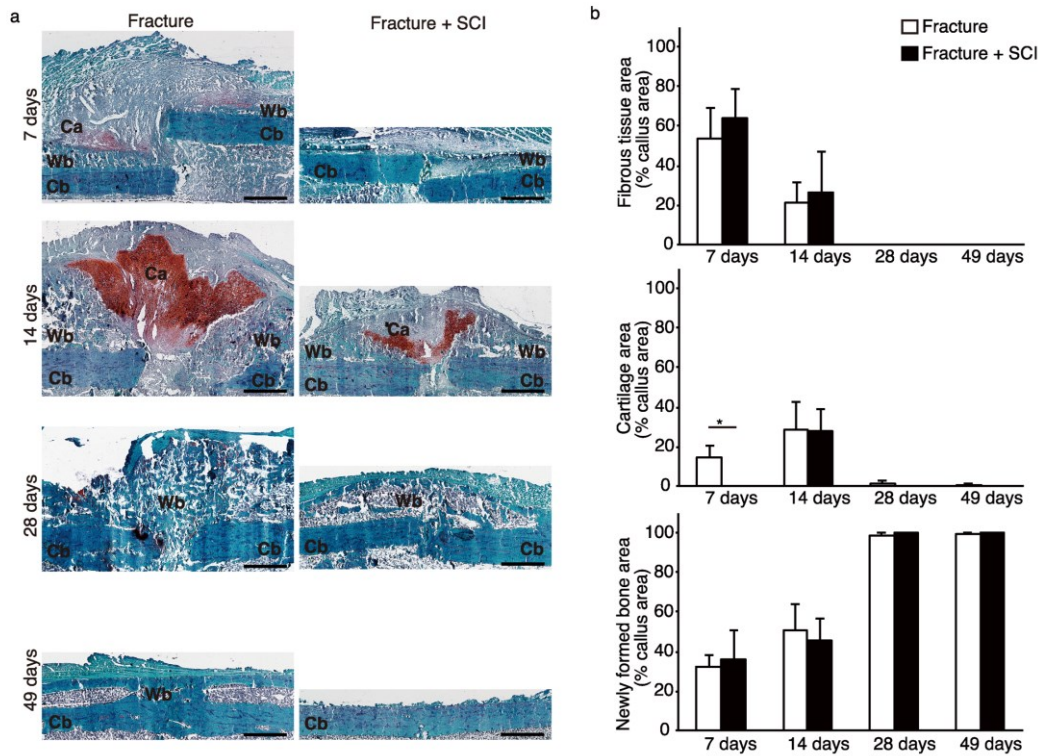 a
Fracture
Fracture + SCI
7 days
Ca
Wb
Cb
Wb
Cb
Cb
Wb
Cb
14 days
Ca
Wb
Wb
Cb
Cb
Ca
Wb
Wb
Cb
Cb
28 days
Wb
Cb
Cb
Wb
Cb
Cb
49 days
Wb
Cb
Cb
Cb
Cb
b
Fracture
Fracture + SCI
Fibrous tissue area
(% callus area)
100
80
60
40
20
0
7 days
14 days
28 days
49 days
Cartilage area
(% callus area)
100
80
60
40
20
0
*
7 days
14 days
28 days
49 days
Newly formed bone area
(% callus area)
100
80
60
40
20
0
7 days
14 days
28 days
49 days